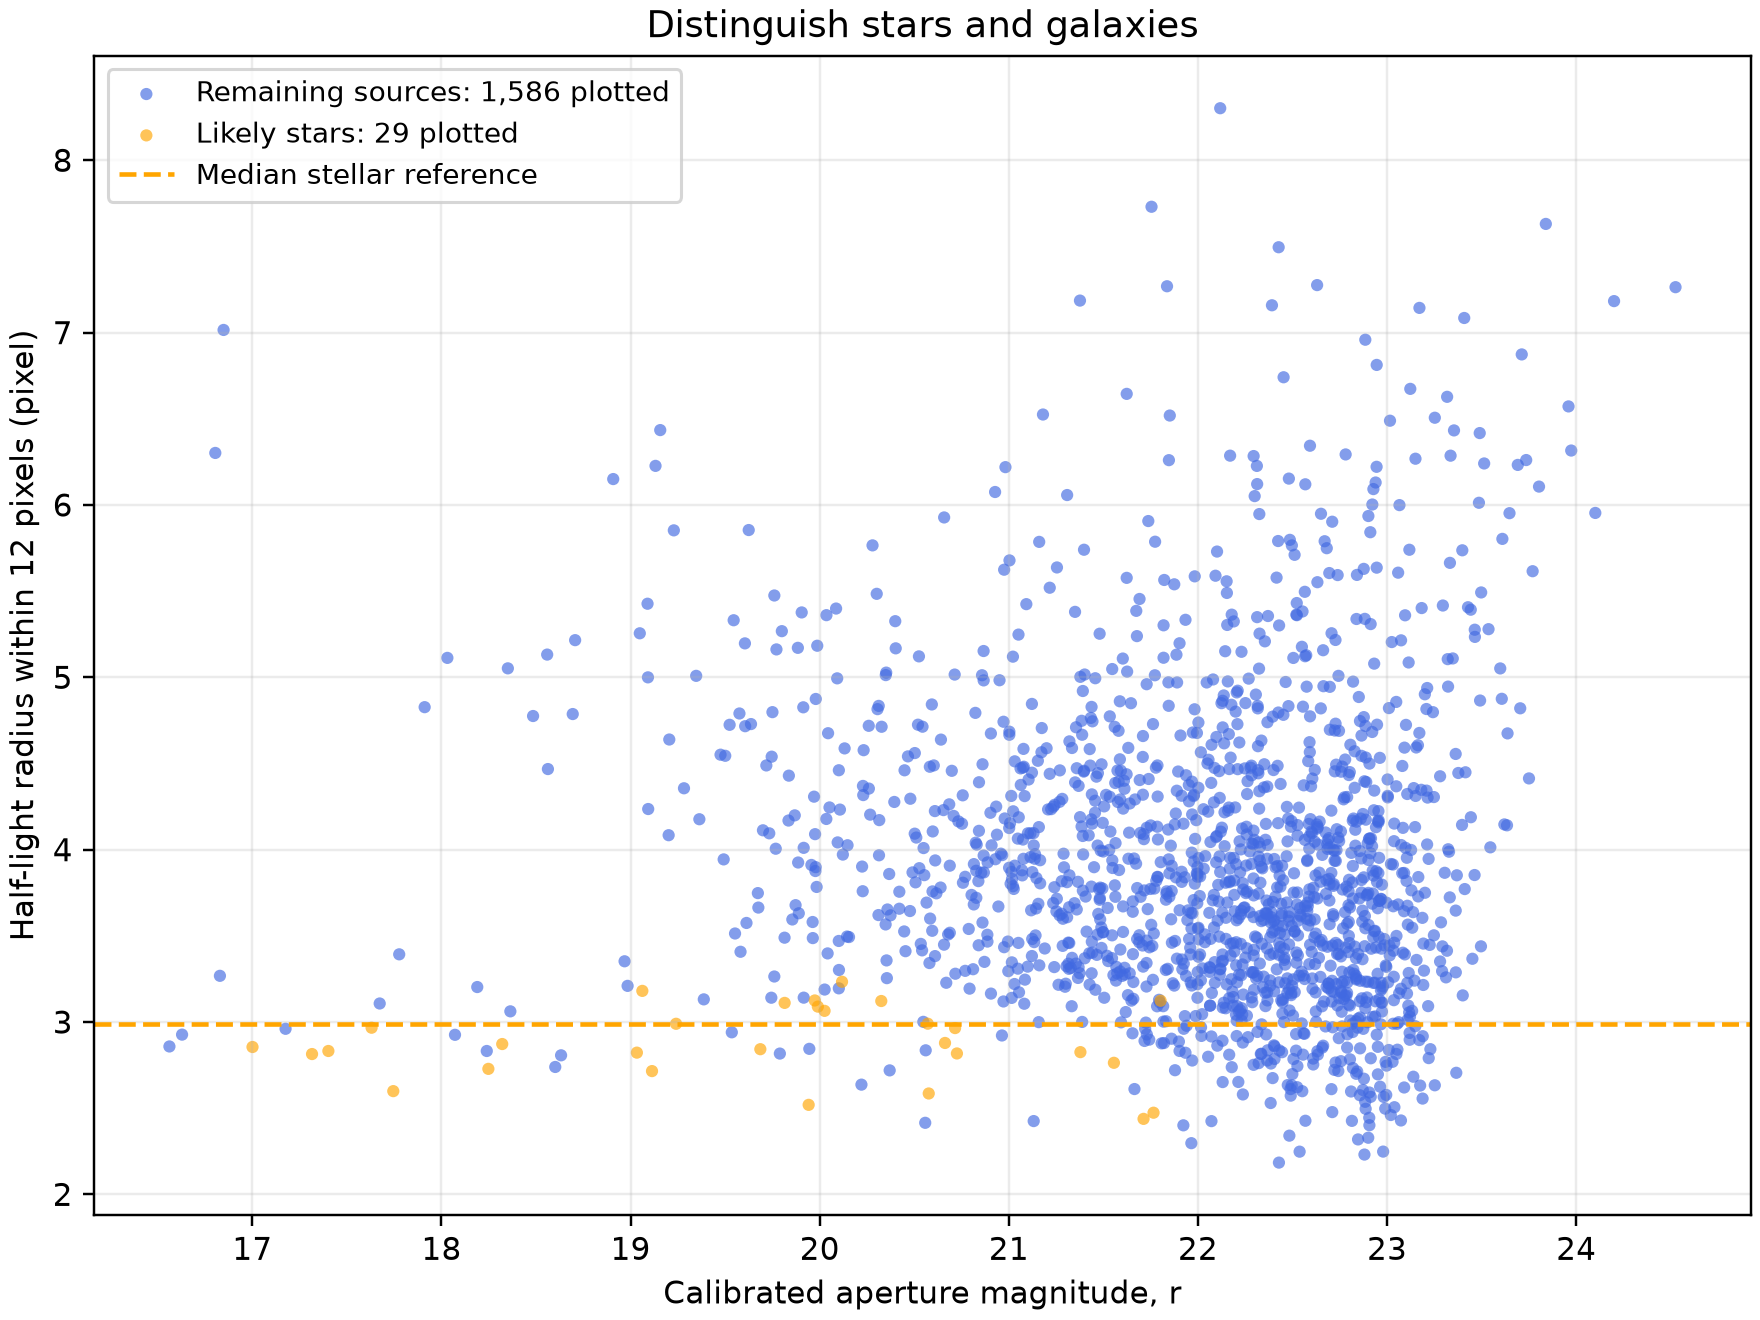 Distinguish stars and galaxies
Remaining sources: 1,586 plotted
Likely stars: 29 plotted
Median stellar reference
Half-light radius within 12 pixels (pixel)
8
7
6
5
4
3
2
17 18 19 20 21 22 23 24
Calibrated aperture magnitude, r